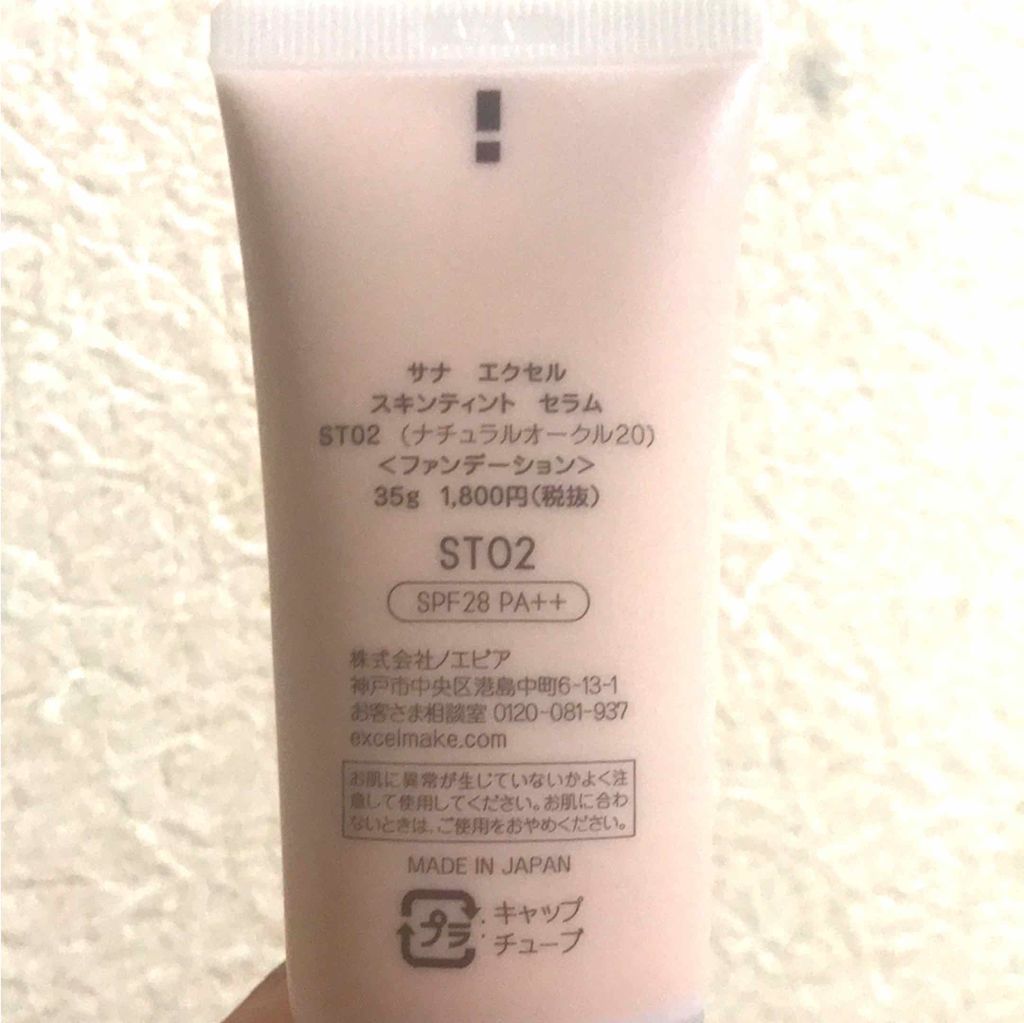 サナ エクセル
スキンティント セラム
ST02 (ナチュラルオークル20)
<ファンデーション>
35g 1,800円(税抜)
ST02
SPF28 PA++
株式会社ノエビア
神戸市中央区港島中町6-13-1
お客さま相談室 0120-081-937
excelmake.com
お肌に異常が生じていないかよく注
意して使用してください。お肌に合わ
ないときは、ご使用をおやめください。
MADE IN JAPAN
プラ : キャップ
チューブ